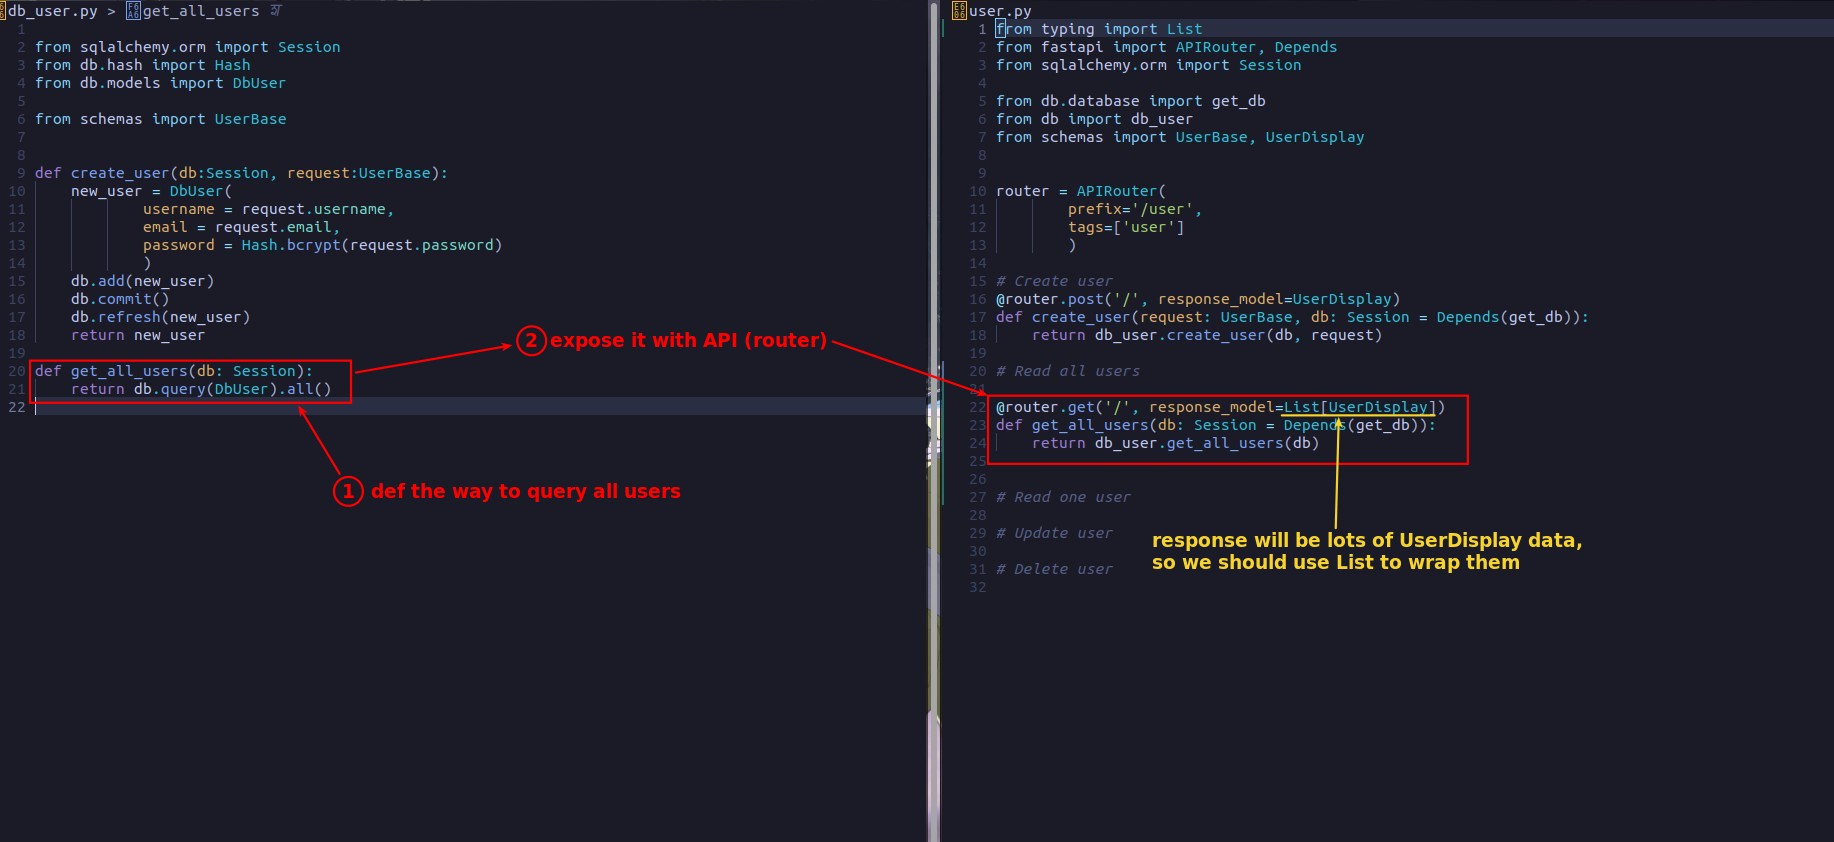 db_user.py > get_all_users
1
2 from sqlalchemy.orm import Session
3 from db.hash import Hash
4 from db.models import DbUser
5
6 from schemas import UserBase
7
8
9 def create_user(db:Session, request:UserBase):
10 new_user = DbUser(
11 username = request.username,
12 email = request.email,
13 password = Hash.bcrypt(request.password)
14 )
15 db.add(new_user)
16 db.commit()
17 db.refresh(new_user)
18 return new_user
19
20 def get_all_users(db: Session):
21 return db.query(DbUser).all()
22
2 expose it with API (router)
1 def the way to query all users
user.py
1 from typing import List
2 from fastapi import APIRouter, Depends
3 from sqlalchemy.orm import Session
4
5 from db.database import get_db
6 from db import db_user
7 from schemas import UserBase, UserDisplay
8
9
10 router = APIRouter(
11 prefix='/user',
12 tags=['user']
13 )
14
15 # Create user
16 @router.post('/', response_model=UserDisplay)
17 def create_user(request: UserBase, db: Session = Depends(get_db)):
18 return db_user.create_user(db, request)
19
20 # Read all users
21
22 @router.get('/', response_model=List[UserDisplay])
23 def get_all_users(db: Session = Depends(get_db)):
24 return db_user.get_all_users(db)
25
26
27 # Read one user
28
29 # Update user
30
31 # Delete user
32
response will be lots of UserDisplay data,
so we should use List to wrap them